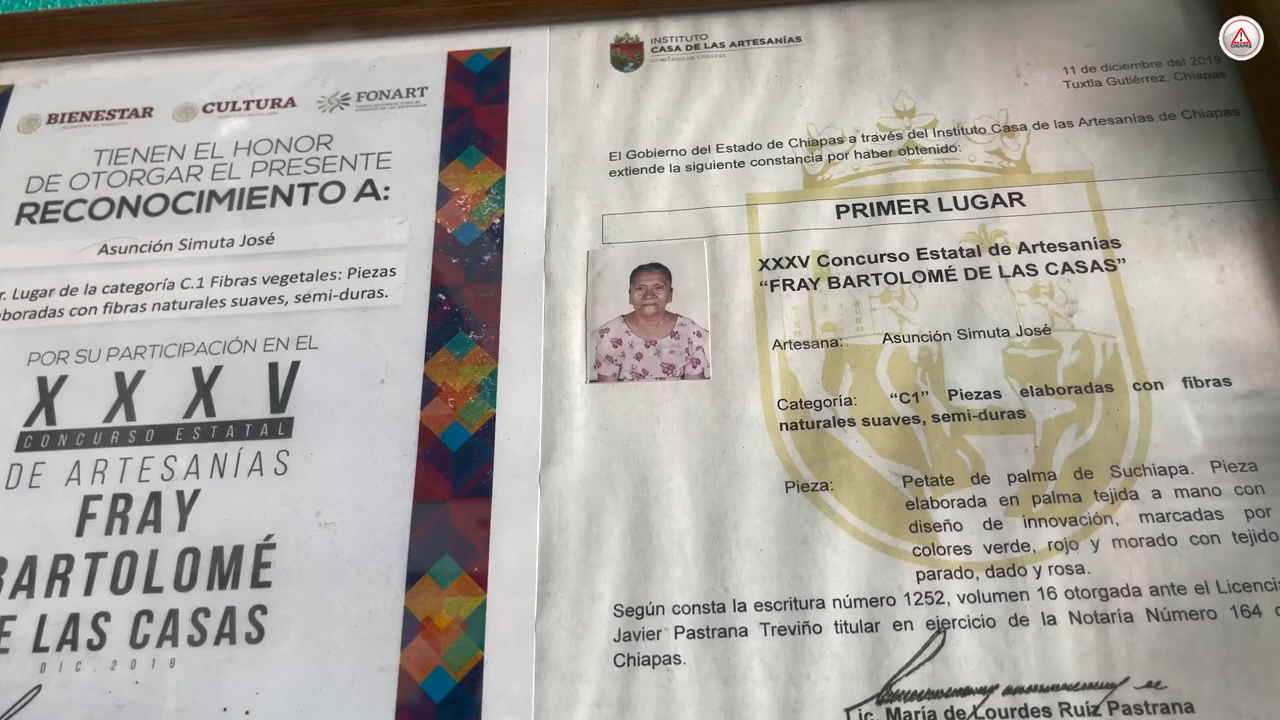 BIENESTAR
CULTURA
FONART
TIENEN EL HONOR
DE OTORGAR EL PRESENTE
RECONOCIMIENTO A:
Asunción Simuta José
r. Lugar de la categoría C.1 Fibras vegetales: Piezas
aboradas con fibras naturales suaves, semi-duras.
POR SU PARTICIPACIÓN EN EL
XXXV
CONCURSO ESTATAL
DE ARTESANÍAS
FRAY
BARTOLOMÉ
E LAS CASAS
DIC. 2019
INSTITUTO
CASA DE LAS ARTESANÍAS
GOBIERNO DE CHIAPAS
11 de diciembre del 2019
Tuxtla Gutiérrez, Chiapas
El Gobierno del Estado de Chiapas a través del Instituto Casa de las Artesanías de Chiapas
extiende la siguiente constancia por haber obtenido:
PRIMER LUGAR
XXXV Concurso Estatal de Artesanías
“FRAY BARTOLOMÉ DE LAS CASAS”
Artesana: Asunción Simuta José
Categoría: “C1” Piezas elaboradas con fibras
naturales suaves, semi-duras
Pieza: Petate de palma de Suchiapa. Pieza
elaborada en palma tejida a mano con
diseño de innovación, marcadas por
colores verde, rojo y morado con tejido
parado, dado y rosa.
Según consta la escritura número 1252, volumen 16 otorgada ante el Licencia
Javier Pastrana Treviño titular en ejercicio de la Notaría Número 164 d
Chiapas.
Lic. María de Lourdes Ruíz Pastrana
CHIAPAS